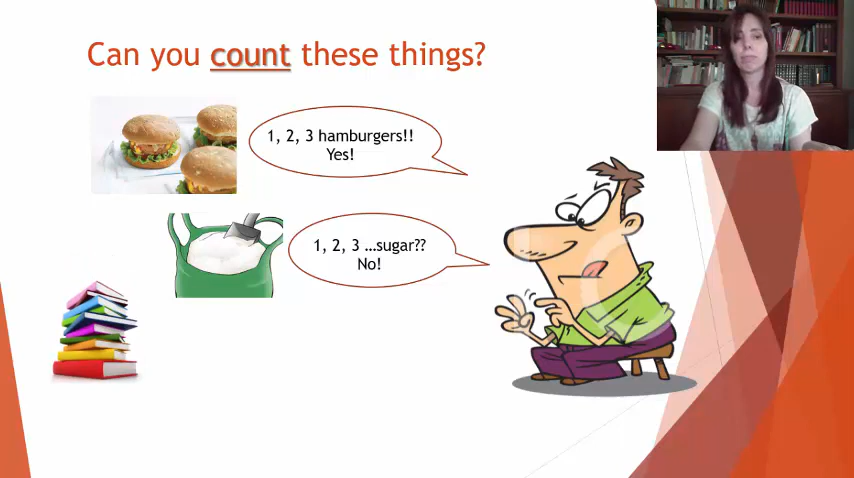 Can you count these things?
1, 2, 3 hamburgers!!
Yes!
1, 2, 3 ...sugar??
No!